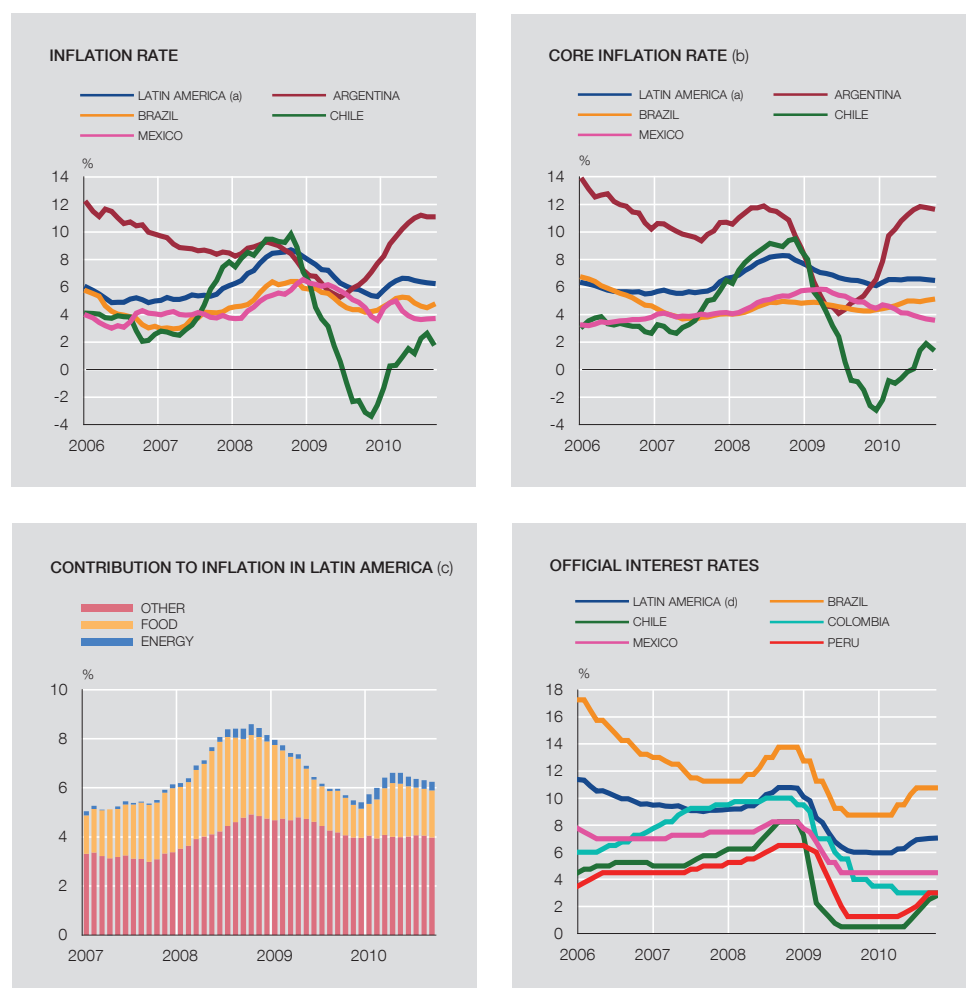 INFLATION RATE
LATIN AMERICA (a) ARGENTINA
BRAZIL CHILE
MEXICO
%
14
12
10
8
6
4
2
0
-2
-4
2006 2007 2008 2009 2010
CORE INFLATION RATE (b)
LATIN AMERICA (a) ARGENTINA
BRAZIL CHILE
MEXICO
%
14
12
10
8
6
4
2
0
-2
-4
2006 2007 2008 2009 2010
CONTRIBUTION TO INFLATION IN LATIN AMERICA (c)
OTHER
FOOD
ENERGY
%
10
8
6
4
2
0
2007 2008 2009 2010
OFFICIAL INTEREST RATES
LATIN AMERICA (d) BRAZIL
CHILE COLOMBIA
MEXICO PERU
%
18
16
14
12
10
8
6
4
2
0
2006 2007 2008 2009 2010